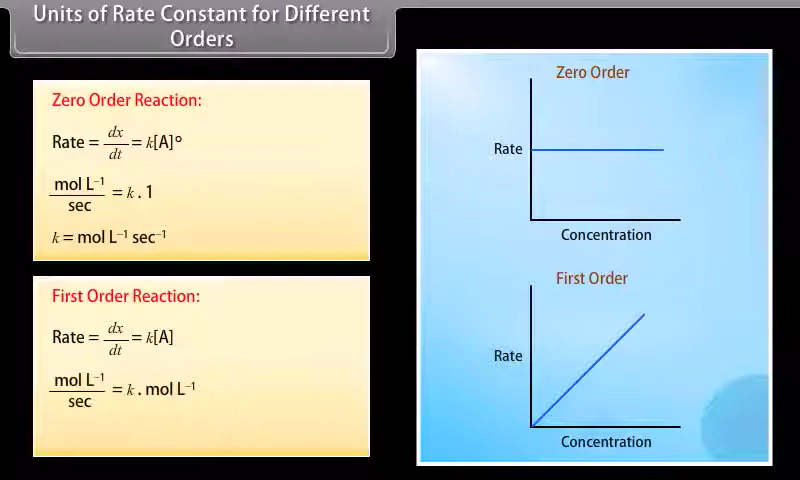 Units of Rate Constant for Different
Orders
Zero Order Reaction:
Rate = dx/dt = k[A]°
mol L⁻¹/sec = k . 1
k = mol L⁻¹ sec⁻¹
First Order Reaction:
Rate = dx/dt = k[A]
mol L⁻¹/sec = k . mol L⁻¹
Zero Order
Rate
Concentration
First Order
Rate
Concentration